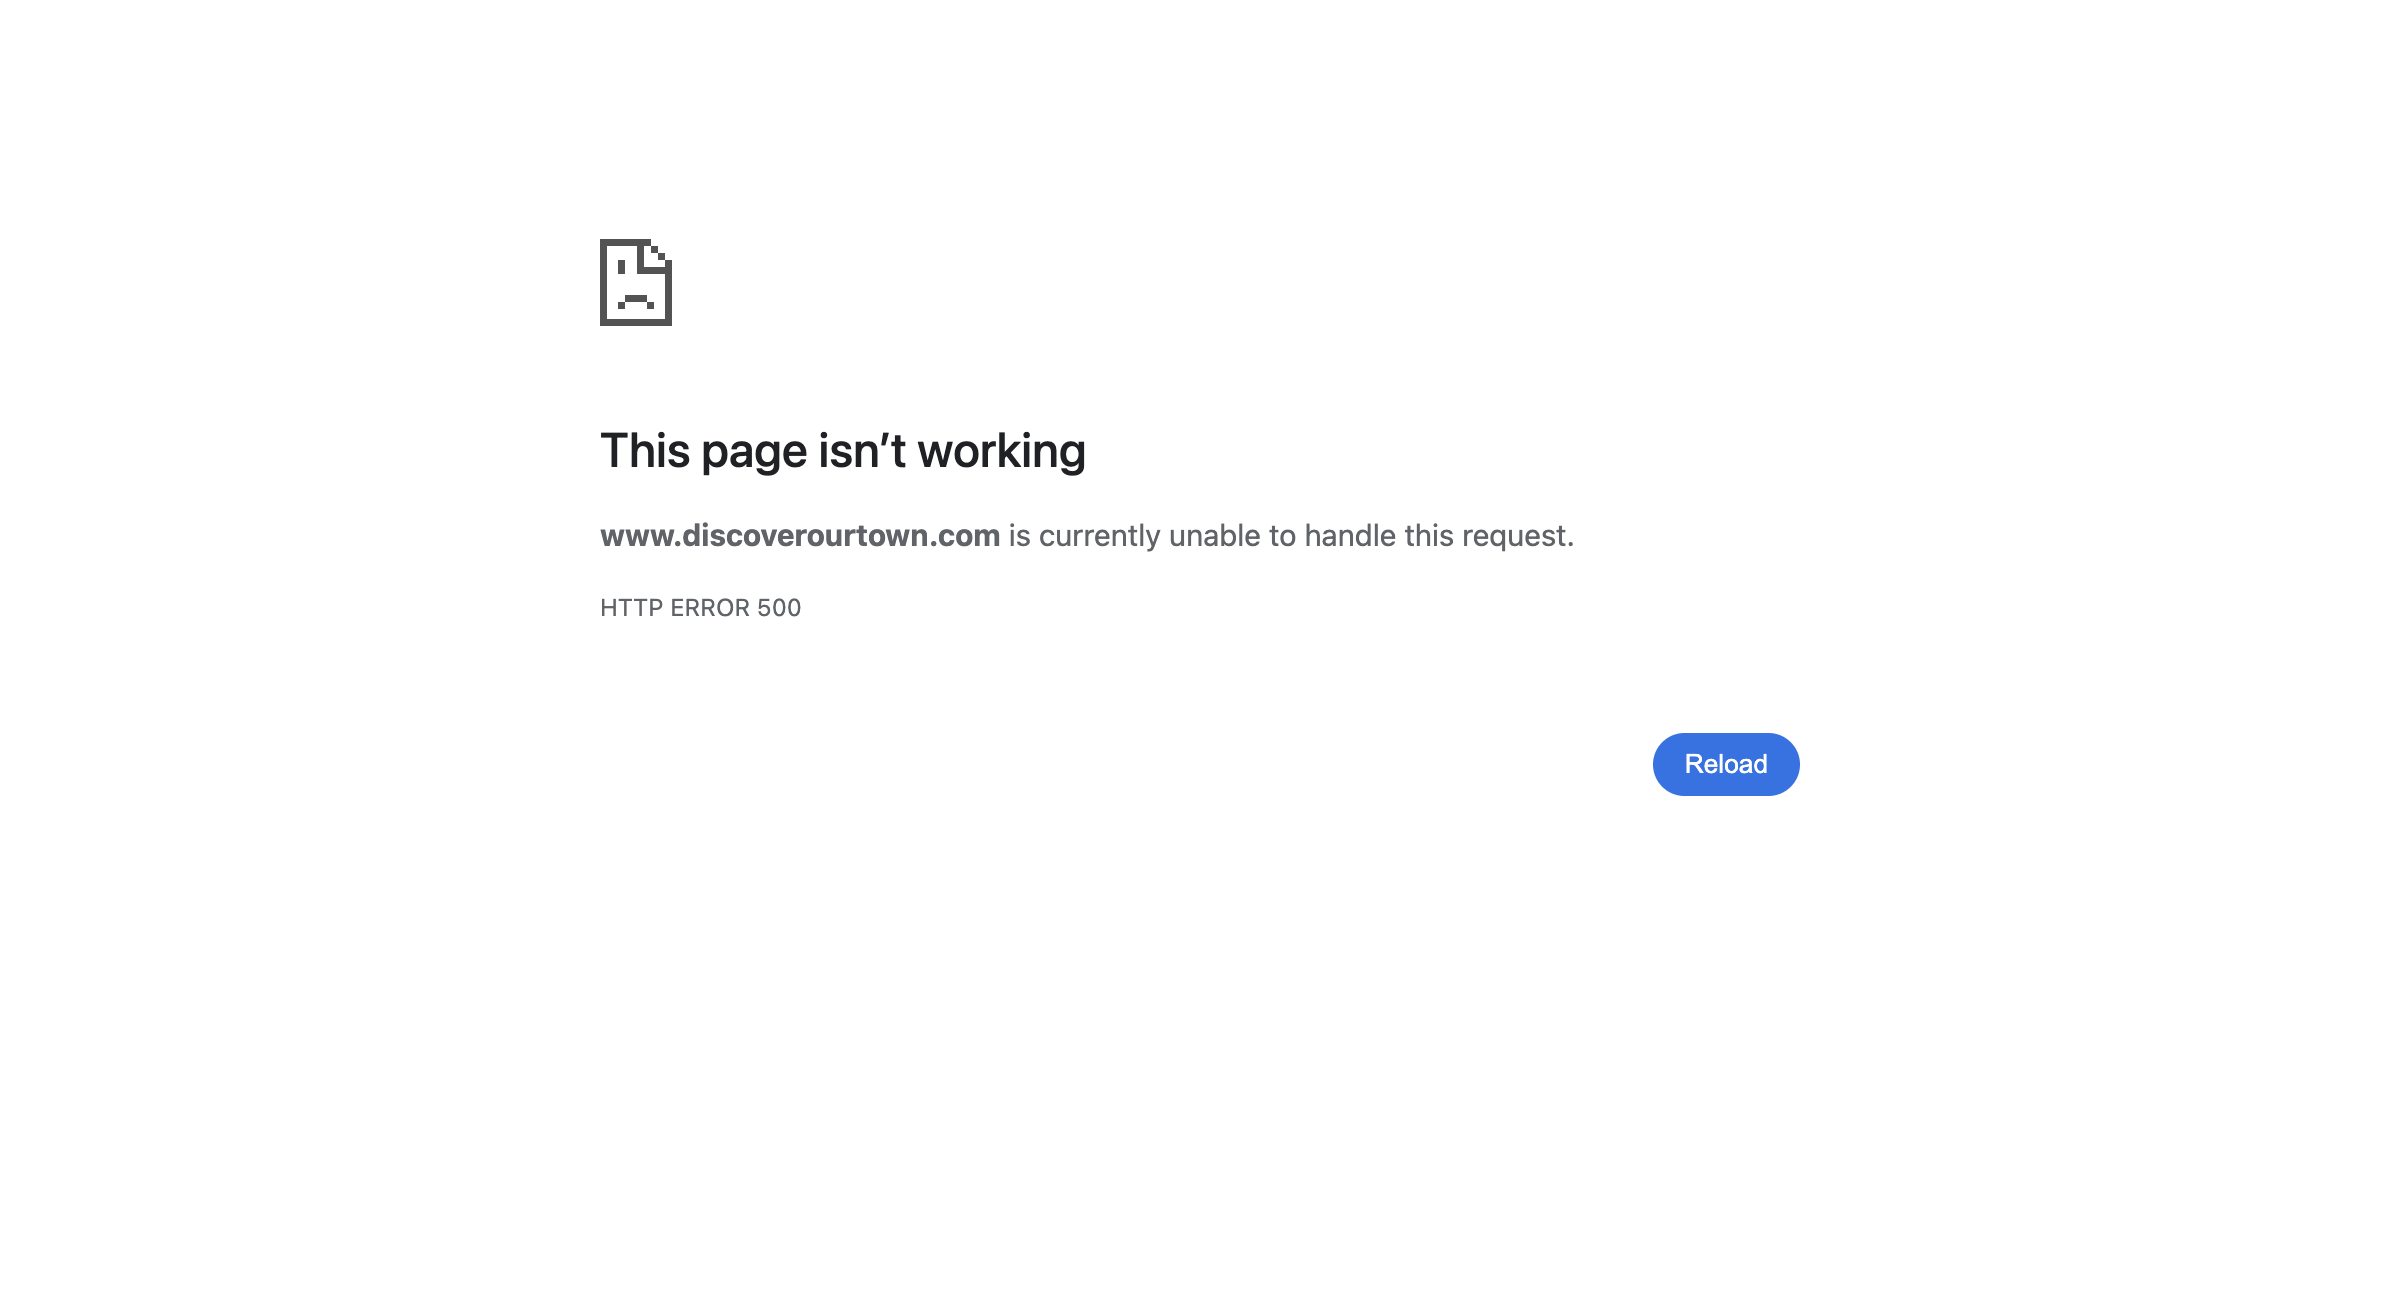 This page isn’t working
www.discoverourtown.com is currently unable to handle this request.
HTTP ERROR 500
Reload